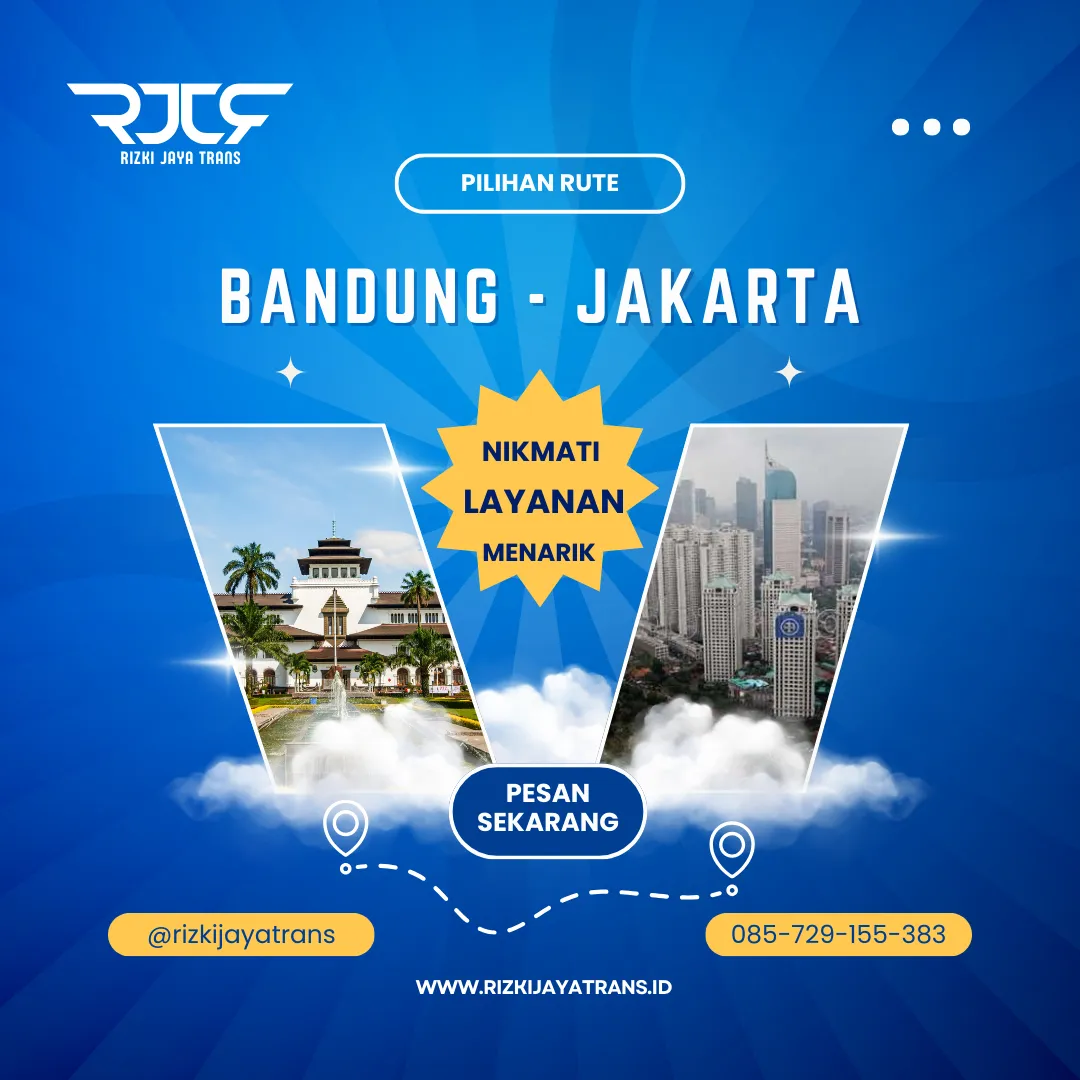 RJT
RIZKI JAYA TRANS
PILIHAN RUTE
BANDUNG - JAKARTA
NIKMATI
LAYANAN
MENARIK
PESAN
SEKARANG
@rizkijayatrans
085-729-155-383
WWW.RIZKIJAYATRANS.ID